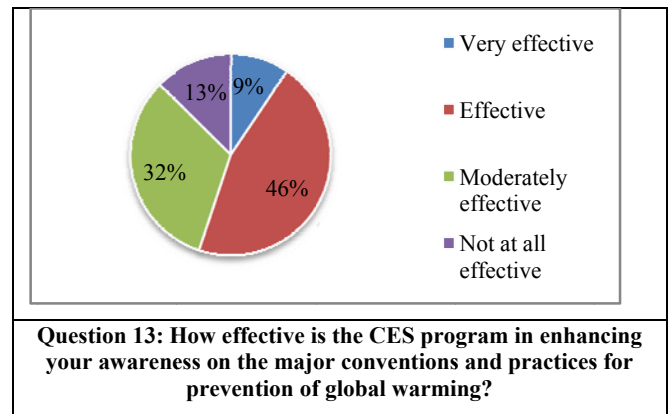 Very effective
9%
13%
Effective
32%
46%
Moderately
effective
Not at all
effective
Question 13: How effective is the CES program in enhancing
your awareness on the major conventions and practices for
prevention of global warming?